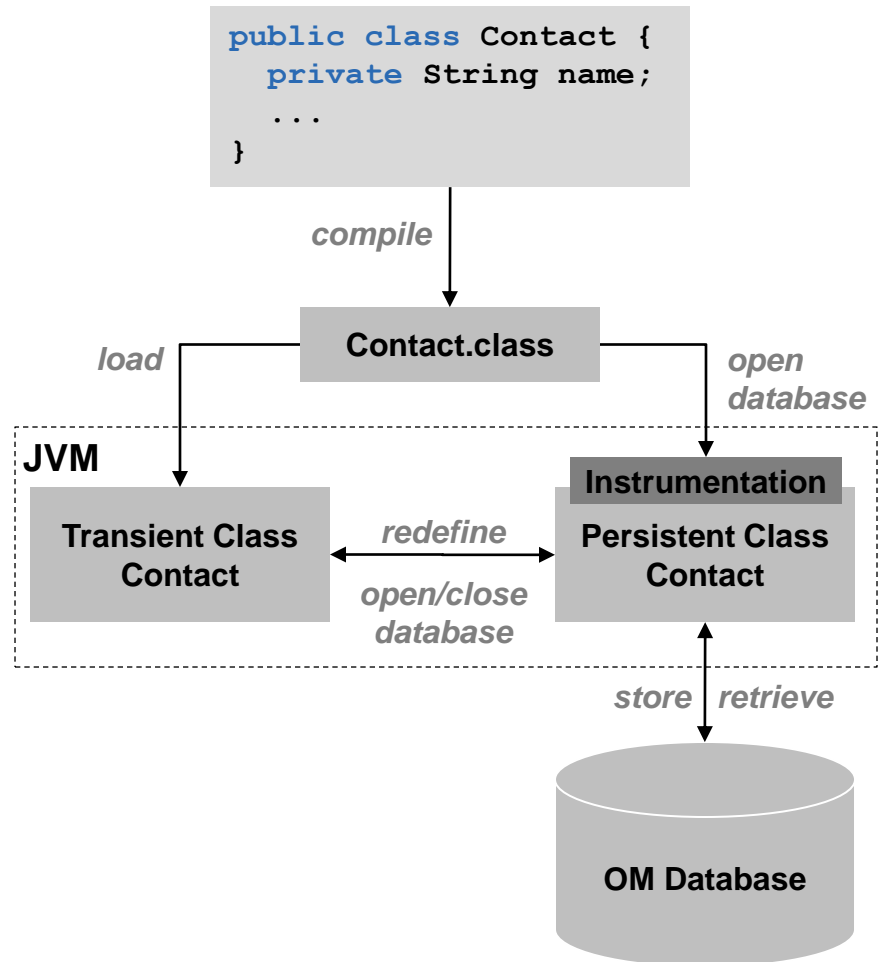 public class Contact {
private String name;
...
}
compile
Contact.class
load
open
database
JVM
Instrumentation
Transient Class
Contact
redefine
open/close
database
Persistent Class
Contact
store retrieve
OM Database